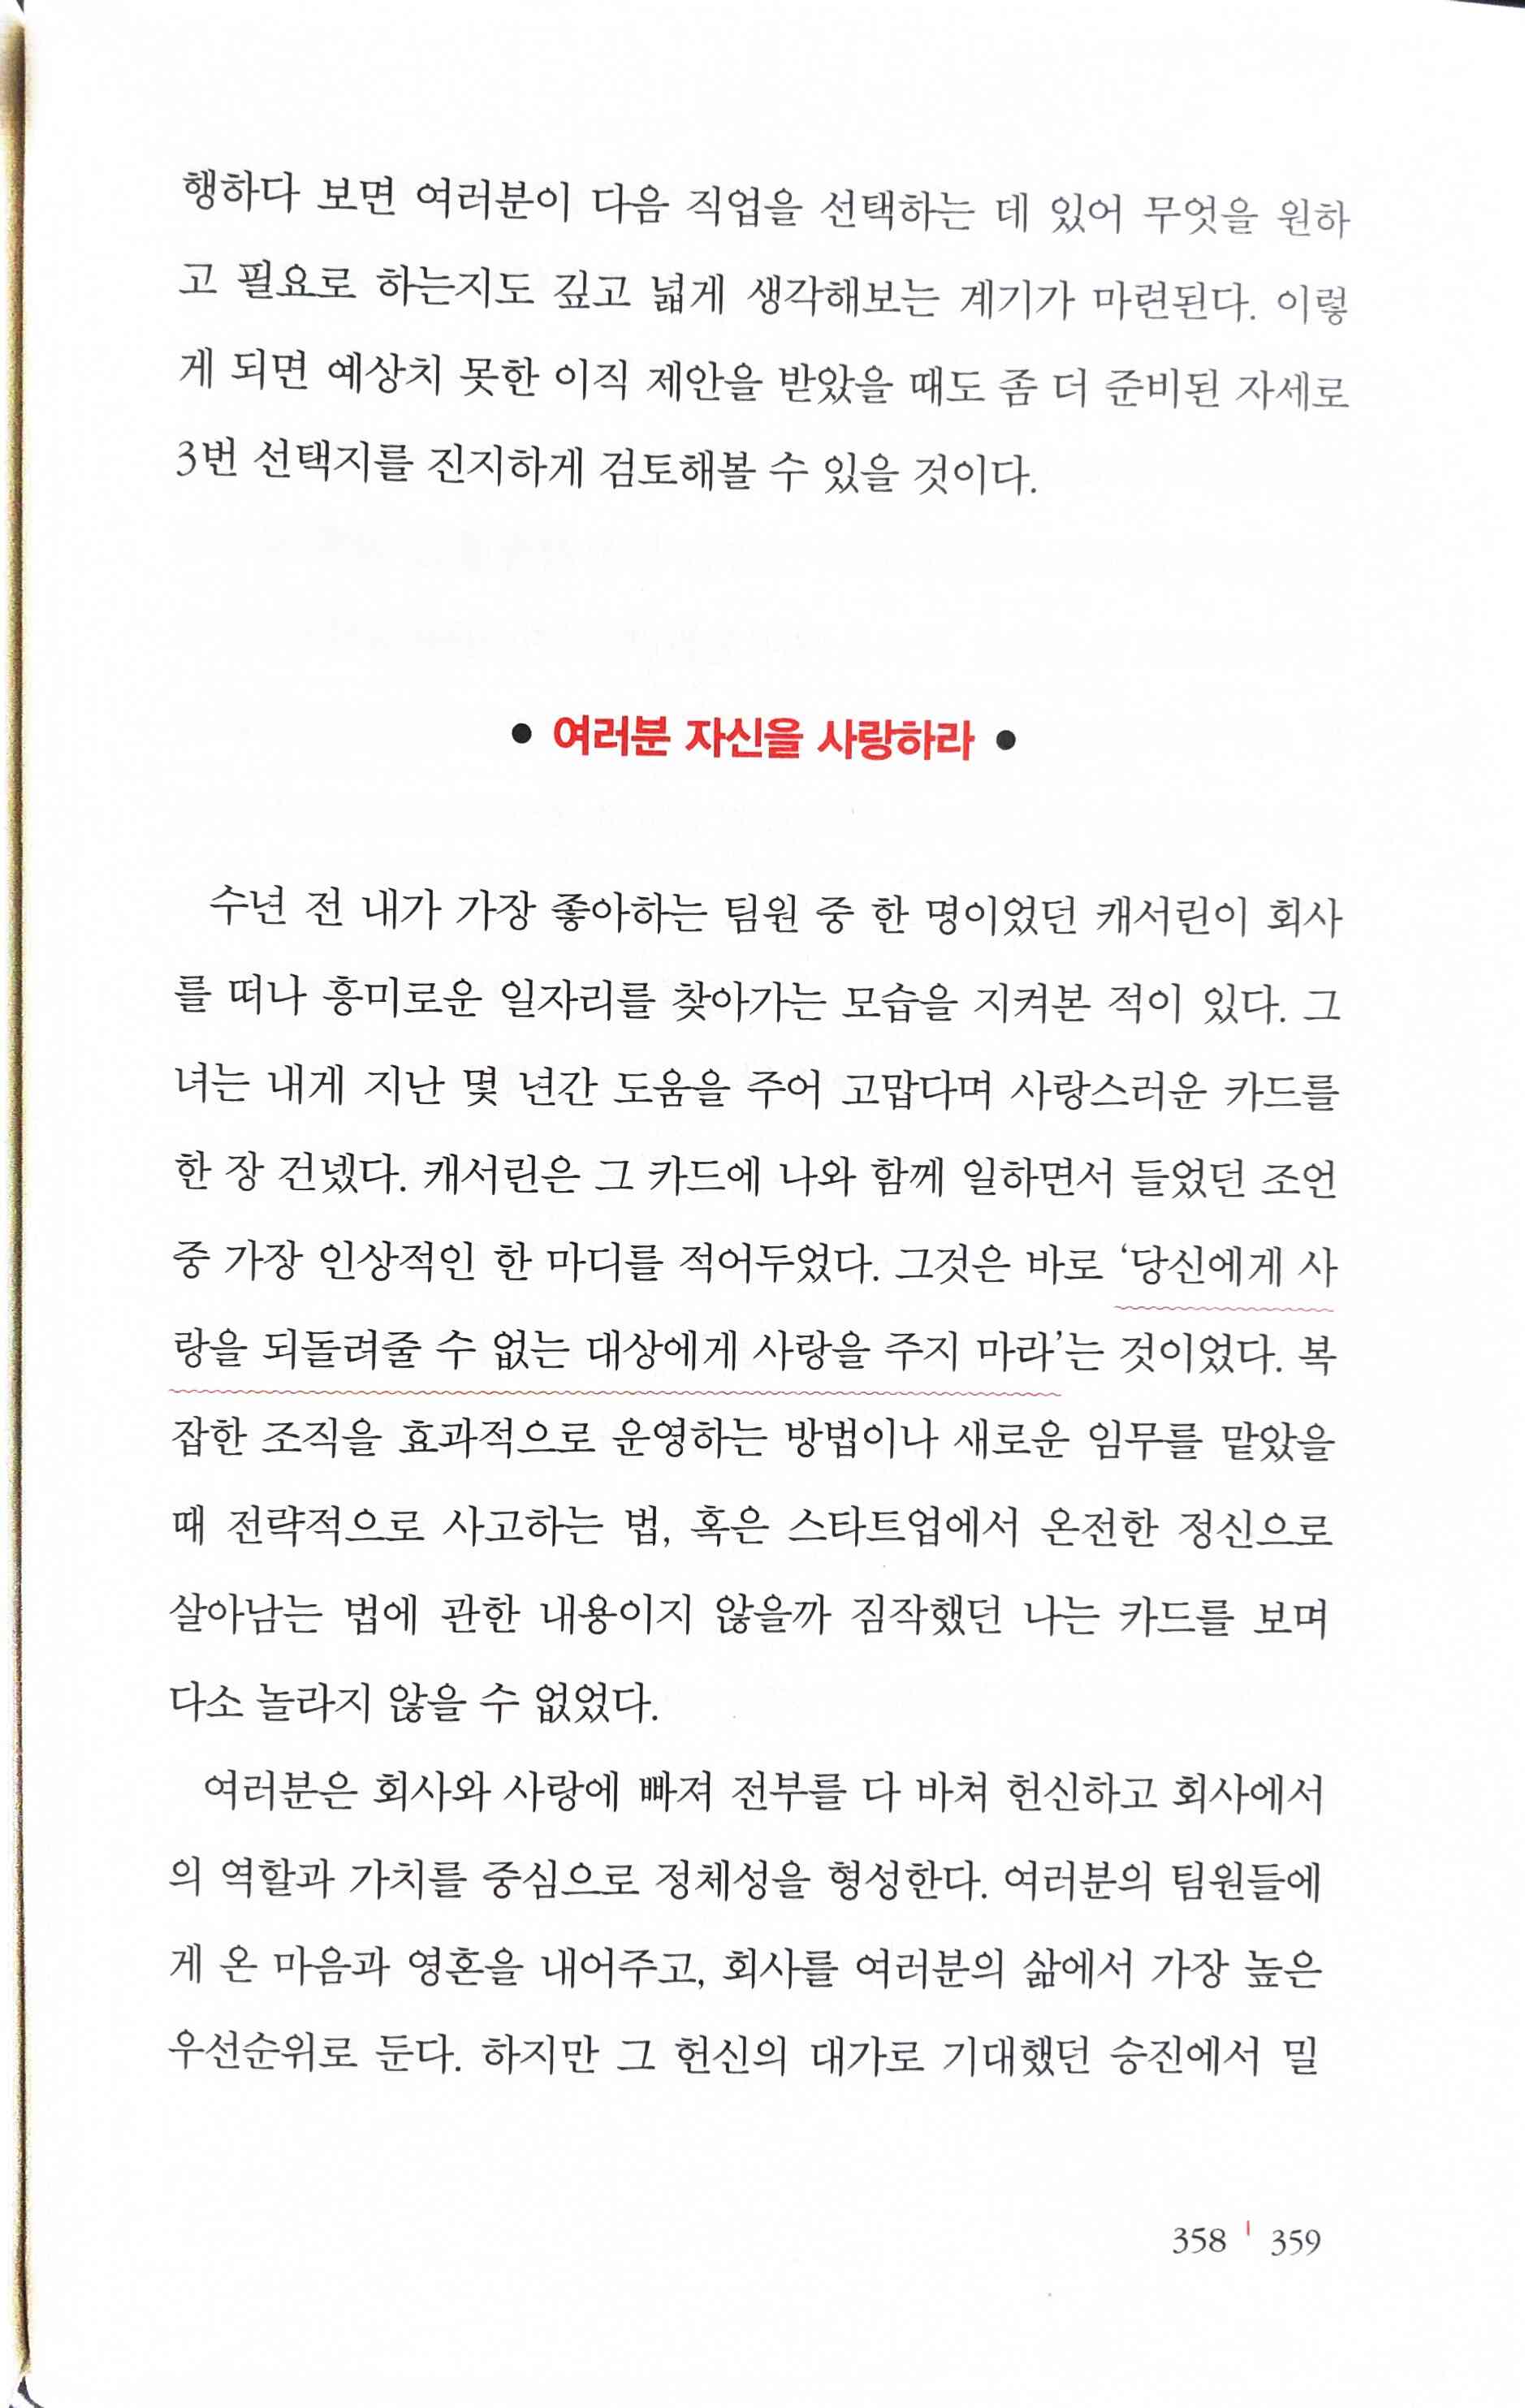 행하다 보면 여러분이 다음 직업을 선택하는 데 있어 무엇을 원하
고 필요로 하는지도 깊고 넓게 생각해보는 계기가 마련된다. 이렇
게 되면 예상치 못한 이직 제안을 받았을 때도 좀 더 준비된 자세로
3번 선택지를 진지하게 검토해볼 수 있을 것이다.
● 여러분 자신을 사랑하라 ●
수년 전 내가 가장 좋아하는 팀원 중 한 명이었던 캐서린이 회사
를 떠나 흥미로운 일자리를 찾아가는 모습을 지켜본 적이 있다. 그
녀는 내게 지난 몇 년간 도움을 주어 고맙다며 사랑스러운 카드를
한 장 건넸다. 캐서린은 그 카드에 나와 함께 일하면서 들었던 조언
중 가장 인상적인 한 마디를 적어두었다. 그것은 바로 ‘당신에게 사
랑을 되돌려줄 수 없는 대상에게 사랑을 주지 마라’는 것이었다. 복
잡한 조직을 효과적으로 운영하는 방법이나 새로운 임무를 맡았을
때 전략적으로 사고하는 법, 혹은 스타트업에서 온전한 정신으로
살아남는 법에 관한 내용이지 않을까 짐작했던 나는 카드를 보며
다소 놀라지 않을 수 없었다.
여러분은 회사와 사랑에 빠져 전부를 다 바쳐 헌신하고 회사에서
의 역할과 가치를 중심으로 정체성을 형성한다. 여러분의 팀원들에
게 온 마음과 영혼을 내어주고, 회사를 여러분의 삶에서 가장 높은
우선순위로 둔다. 하지만 그 헌신의 대가로 기대했던 승진에서 밀
358 | 359